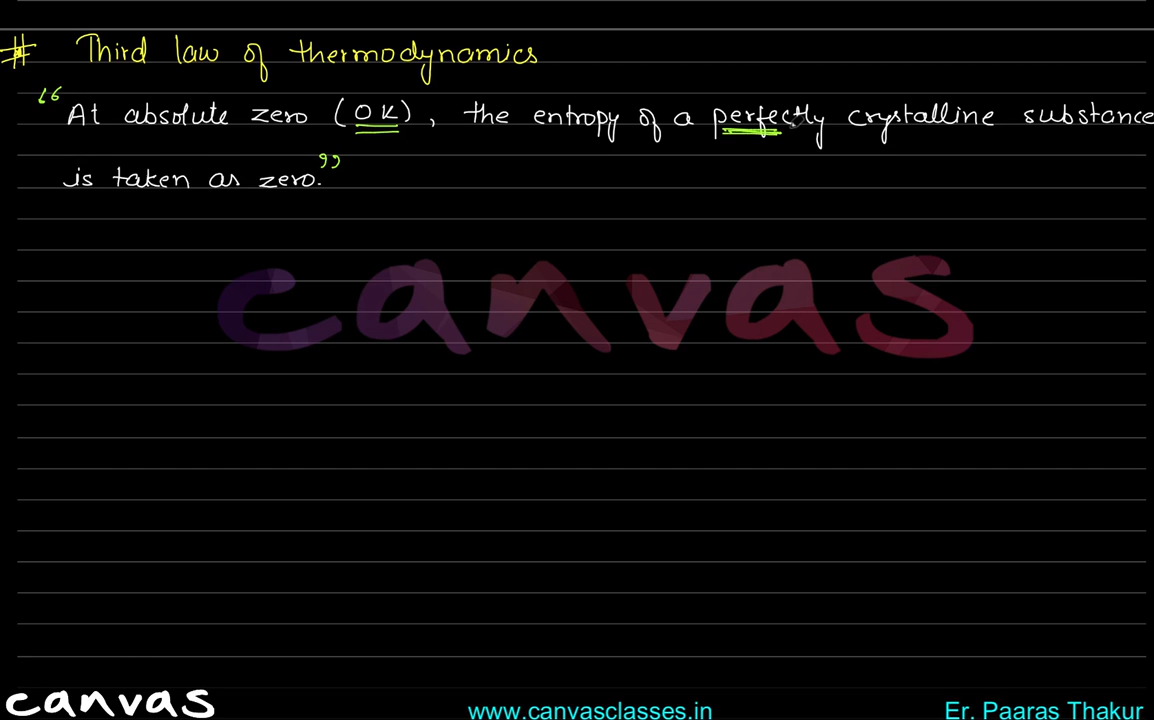 # Third law of thermodynamics
“At absolute zero (0 K), the entropy of a perfectly crystalline substance
is taken as zero.”
canvas
canvas
www.canvasclasses.in
Er. Paaras Thakur